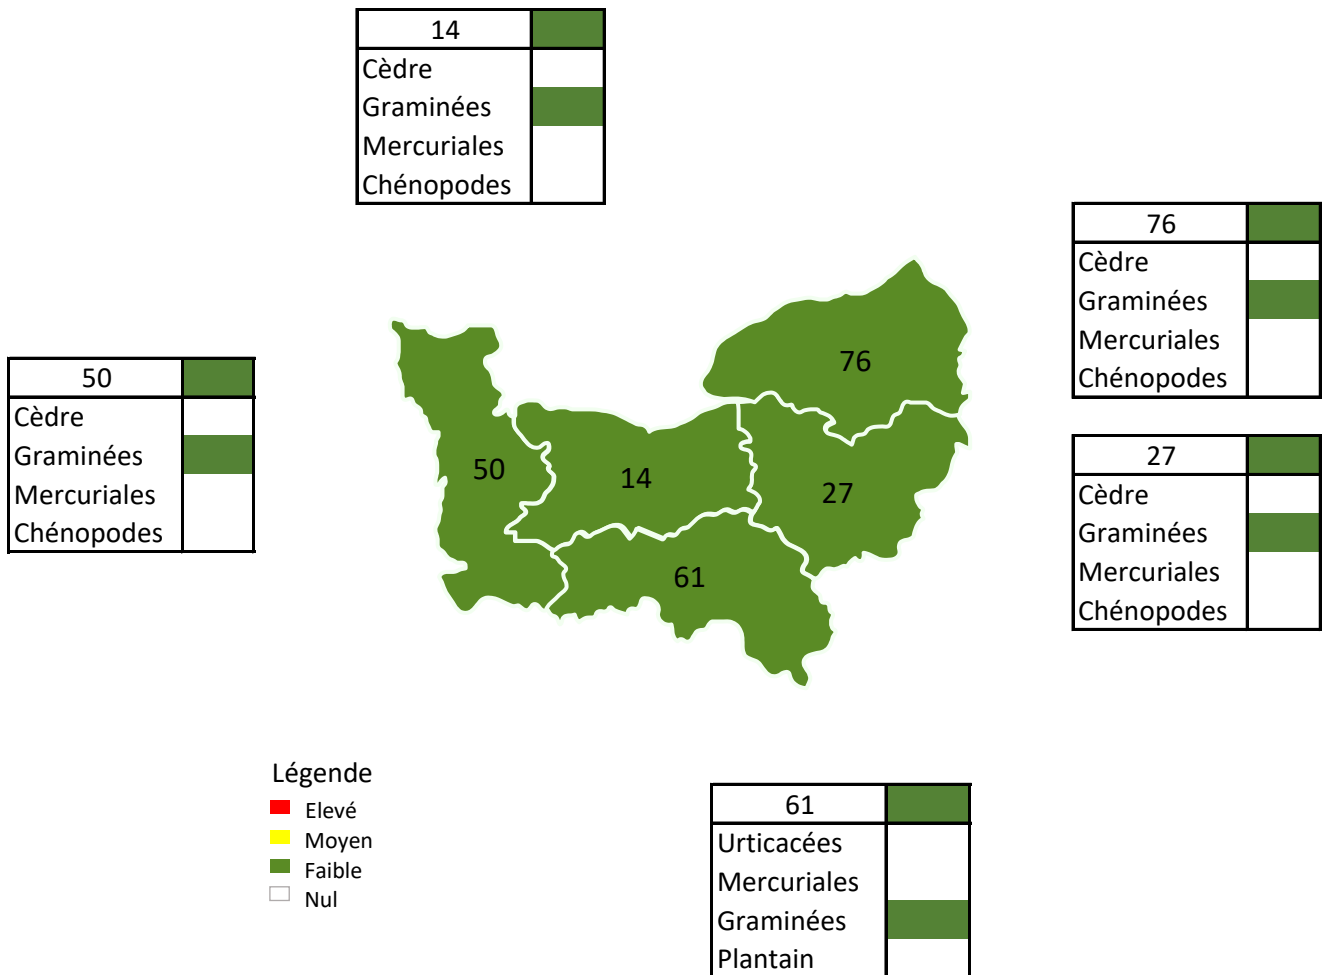 14
Cèdre
Graminées
Mercuriales
Chénopodes
76
Cèdre
Graminées
Mercuriales
Chénopodes
50
Cèdre
Graminées
Mercuriales
Chénopodes
27
Cèdre
Graminées
Mercuriales
Chénopodes
76
50
14
27
61
Légende
Elevé
Moyen
Faible
Nul
61
Urticacées
Mercuriales
Graminées
Plantain